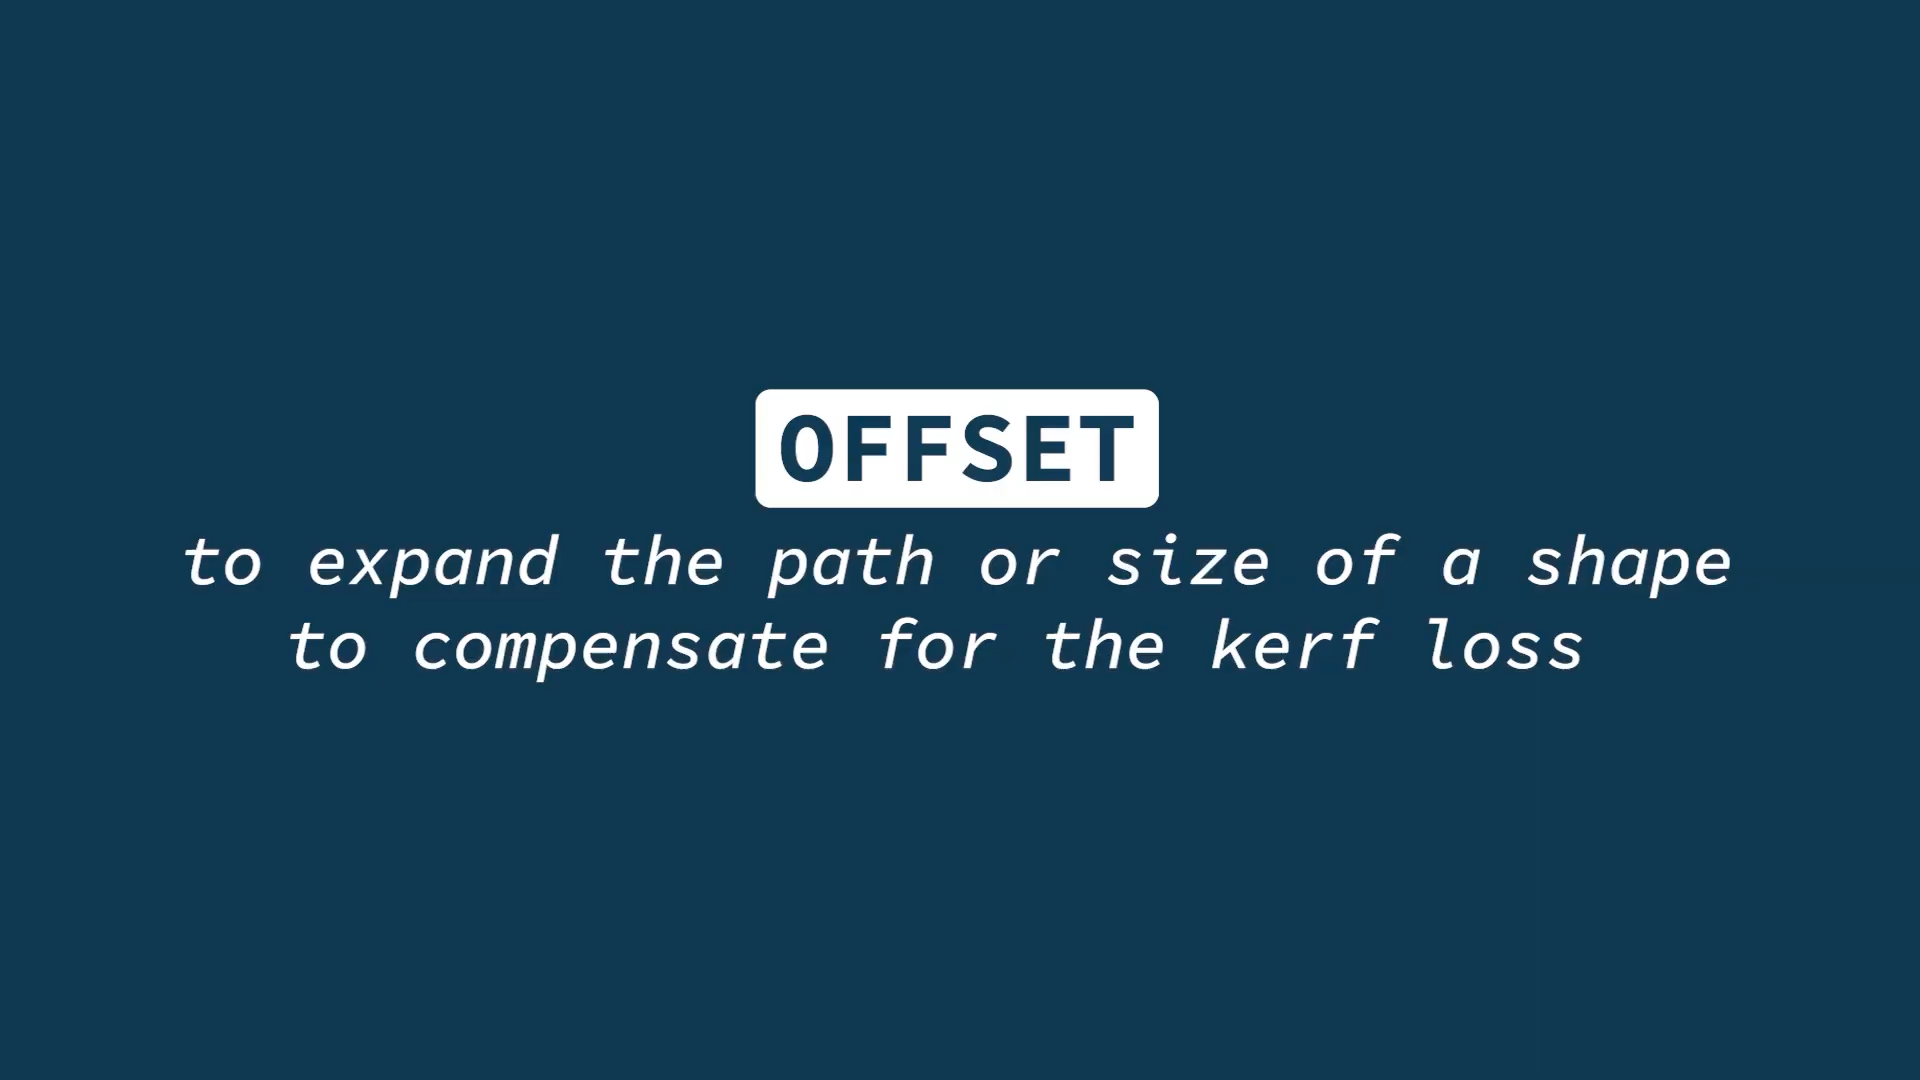 OFFSET
to expand the path or size of a shape
to compensate for the kerf loss